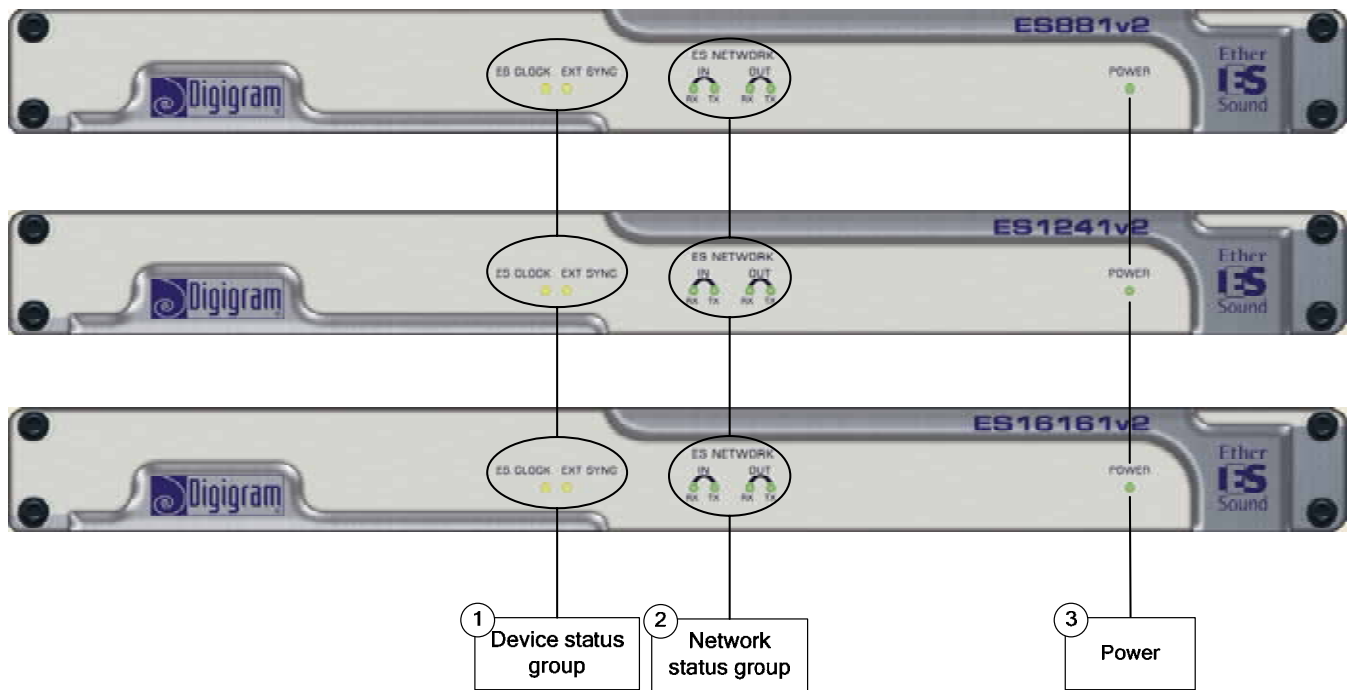 ES881v2
ES CLOCK EXT SYNC
ES NETWORK
IN OUT
RX TX RX TX
POWER
Digigram
Ether
ES
Sound
ES1241v2
ES CLOCK EXT SYNC
ES NETWORK
IN OUT
RX TX RX TX
POWER
Digigram
Ether
ES
Sound
ES16161v2
ES CLOCK EXT SYNC
ES NETWORK
IN OUT
RX TX RX TX
POWER
Digigram
Ether
ES
Sound
1
Device status
group
2
Network
status group
3
Power